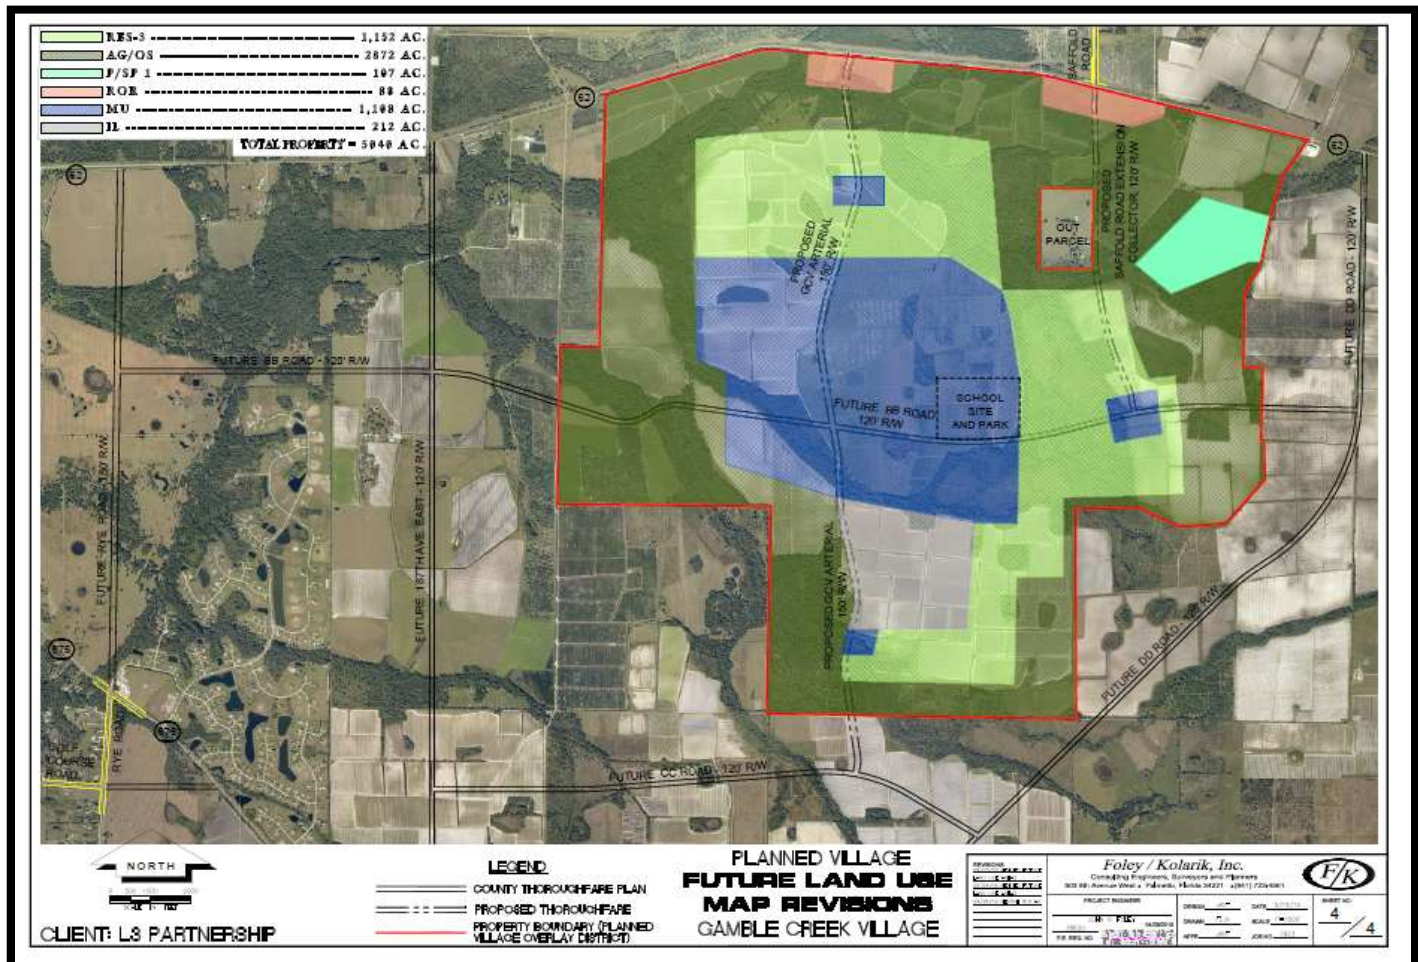 RES-3 1,152 AC.
AG/OS 2872 AC.
P/SP 1 107 AC.
ROR 88 AC.
MU 1,108 AC.
IL 212 AC.
TOTAL PROPERTY = 5040 AC.
SAFFOLD
ROAD
62
62
62
PROPOSED
GCV ARTERIAL
150' R/W
PROPOSED
SAFFOLD ROAD EXTENSION
COLLECTOR, 120' R/W
OUT
PARCEL
FUTURE DD ROAD - 120' R/W
FUTURE BB ROAD - 120' R/W
FUTURE BB ROAD
120' R/W
SCHOOL
SITE
AND PARK
FUTURE RYE ROAD - 150' R/W
FUTURE 187TH AVE EAST - 120' R/W
PROPOSED GCV ARTERIAL
150' R/W
FUTURE DD ROAD - 120' R/W
675
675
GOLF
COURSE
ROAD
RYE ROAD
FUTURE CC ROAD - 120' R/W
NORTH
CLIENT: L3 PARTNERSHIP
LEGEND
COUNTY THOROUGHFARE PLAN
PROPOSED THOROUGHFARE
PROPERTY BOUNDARY (PLANNED
VILLAGE OVERLAY DISTRICT)
PLANNED VILLAGE
FUTURE LAND USE
MAP REVISIONS
GAMBLE CREEK VILLAGE
REVISIONS
Foley / Kolarik, Inc.
Consulting Engineers, Surveyors and Planners
PROJECT ENGINEER
F/K
SHEET NO.
4
4